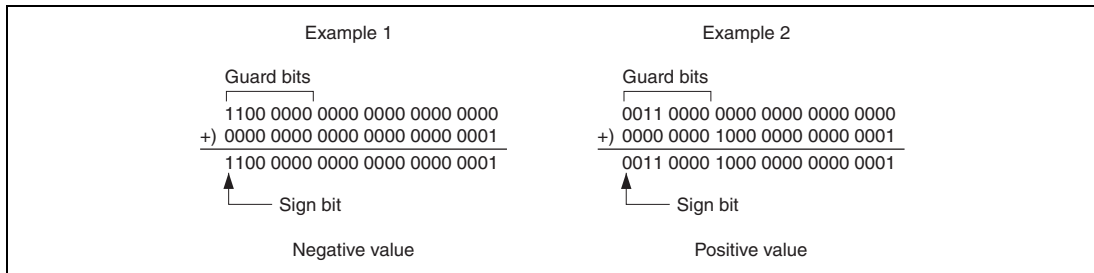 Example 1
Guard bits
1100 0000 0000 0000 0000 0000
+) 0000 0000 0000 0000 0000 0001
1100 0000 0000 0000 0000 0001
Sign bit
Negative value
Example 2
Guard bits
0011 0000 0000 0000 0000 0000
+) 0000 0000 1000 0000 0000 0001
0011 0000 1000 0000 0000 0001
Sign bit
Positive value